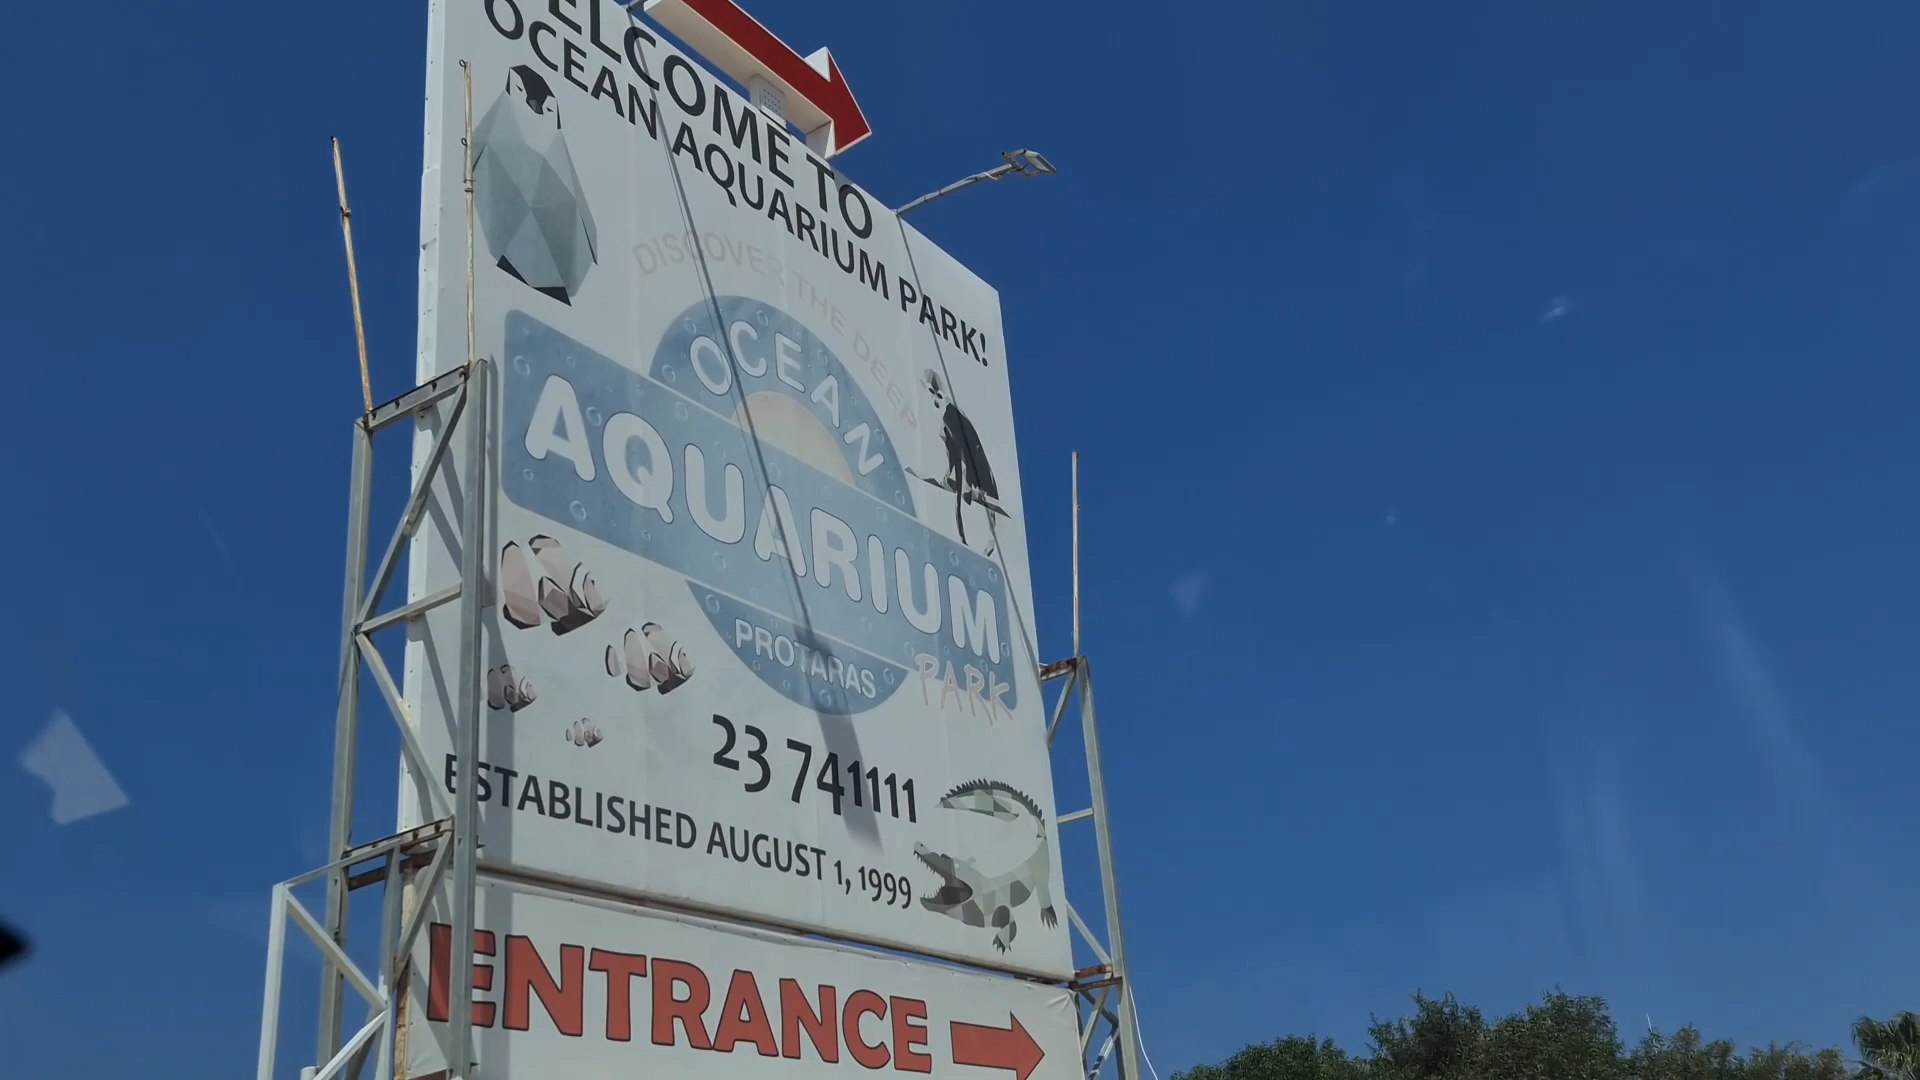 WELCOME TO
OCEAN AQUARIUM PARK!
DISCOVER THE DEEP
OCEAN
AQUARIUM
PROTARAS
PARK
23 741111
ESTABLISHED AUGUST 1, 1999
ENTRANCE